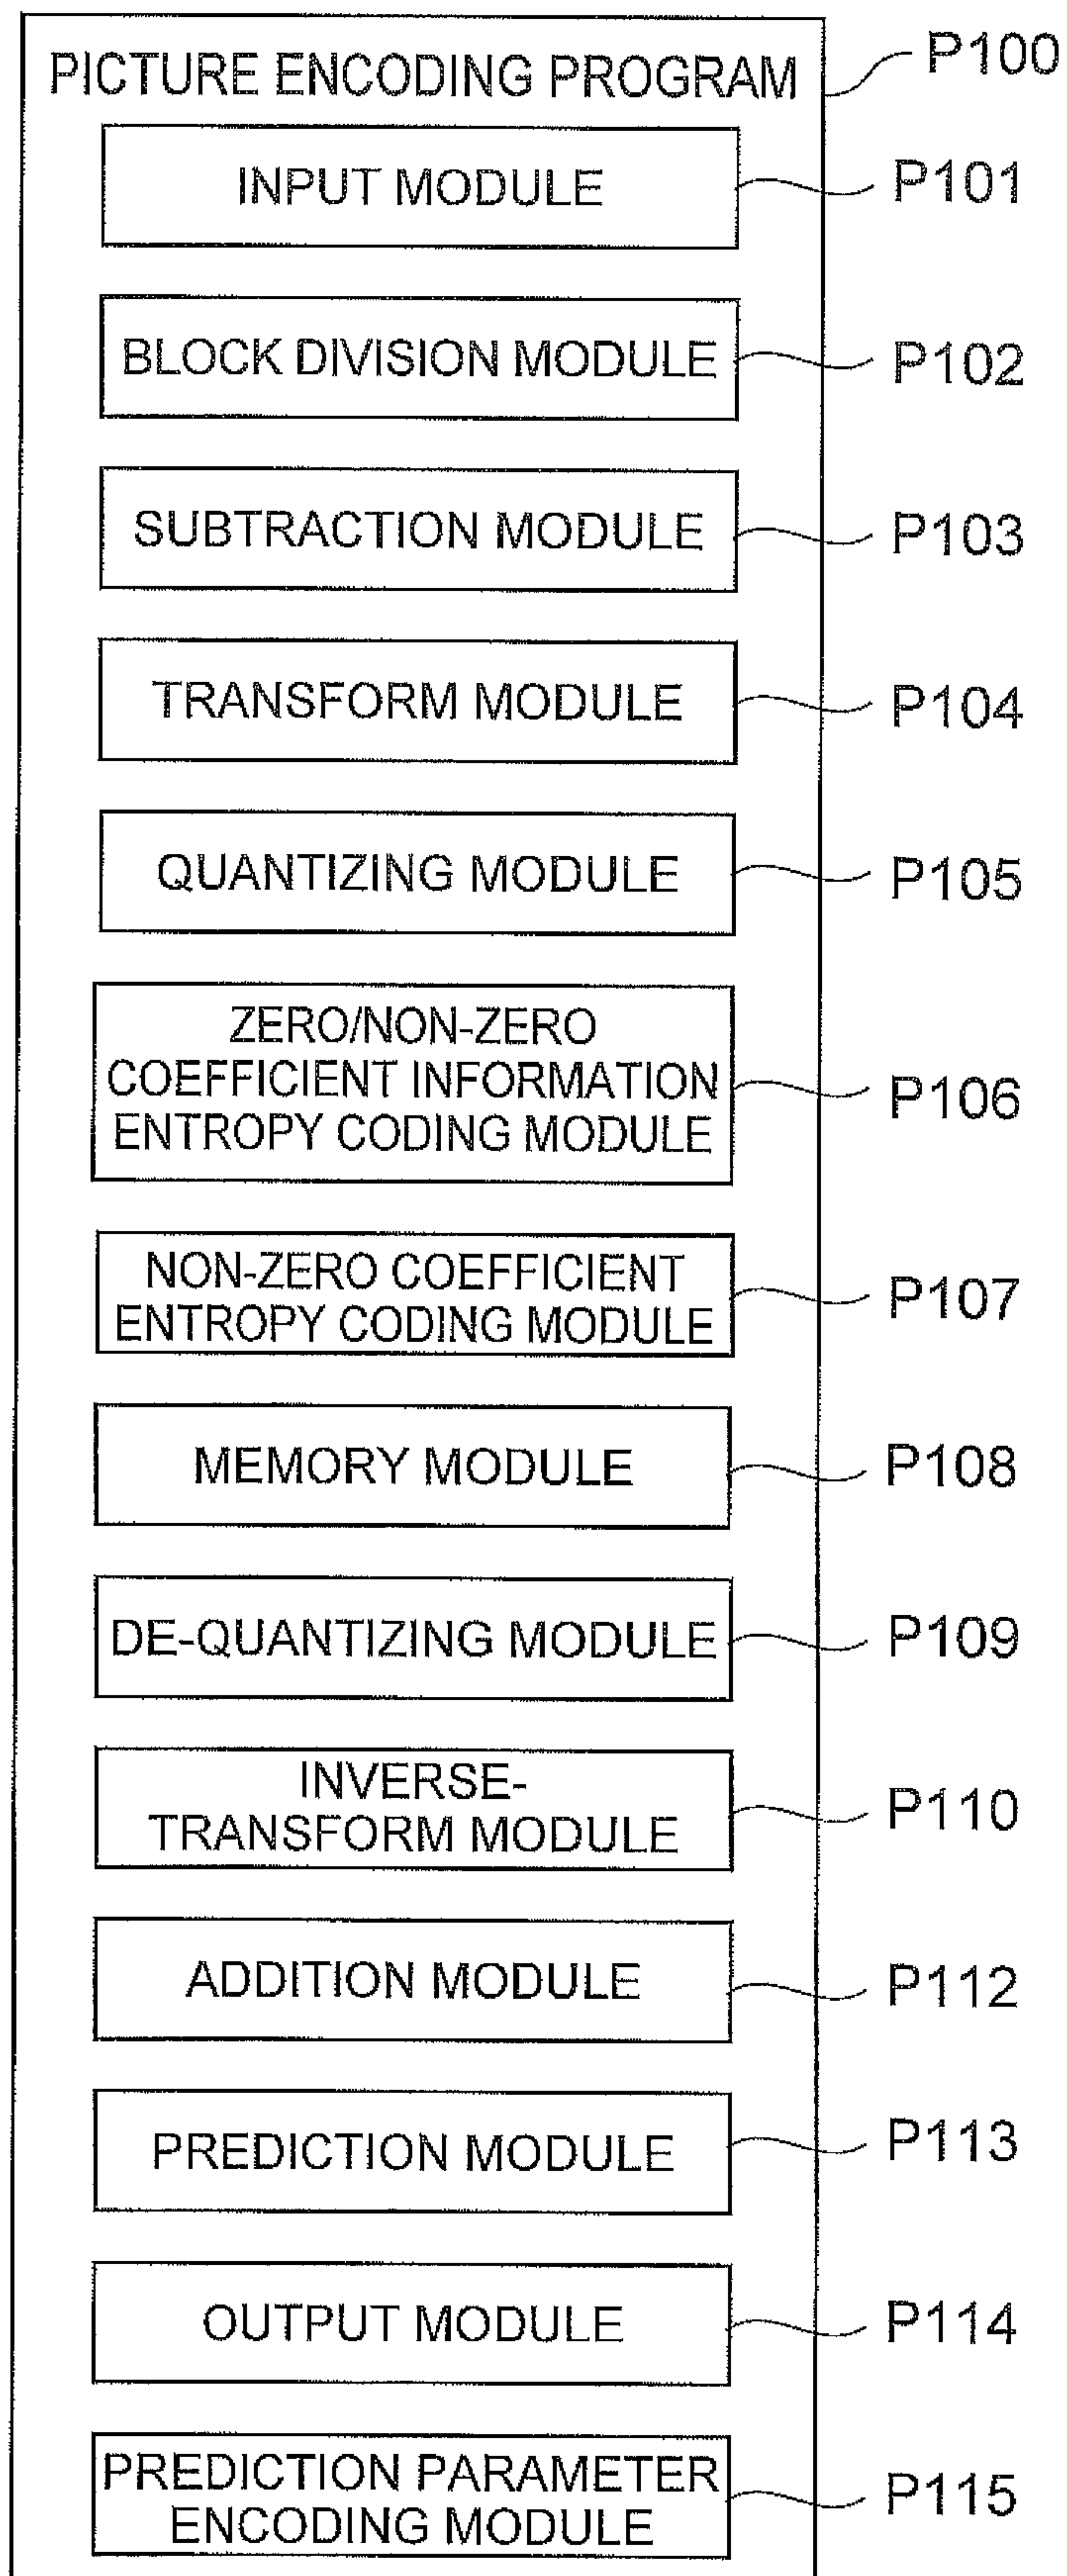 PICTURE ENCODING PROGRAM
P100
INPUT MODULE
P101
BLOCK DIVISION MODULE
P102
SUBTRACTION MODULE
P103
TRANSFORM MODULE
P104
QUANTIZING MODULE
P105
ZERO/NON-ZERO
COEFFICIENT INFORMATION
ENTROPY CODING MODULE
P106
NON-ZERO COEFFICIENT
ENTROPY CODING MODULE
P107
MEMORY MODULE
P108
DE-QUANTIZING MODULE
P109
INVERSE-
TRANSFORM MODULE
P110
ADDITION MODULE
P112
PREDICTION MODULE
P113
OUTPUT MODULE
P114
PREDICTION PARAMETER
ENCODING MODULE
P115